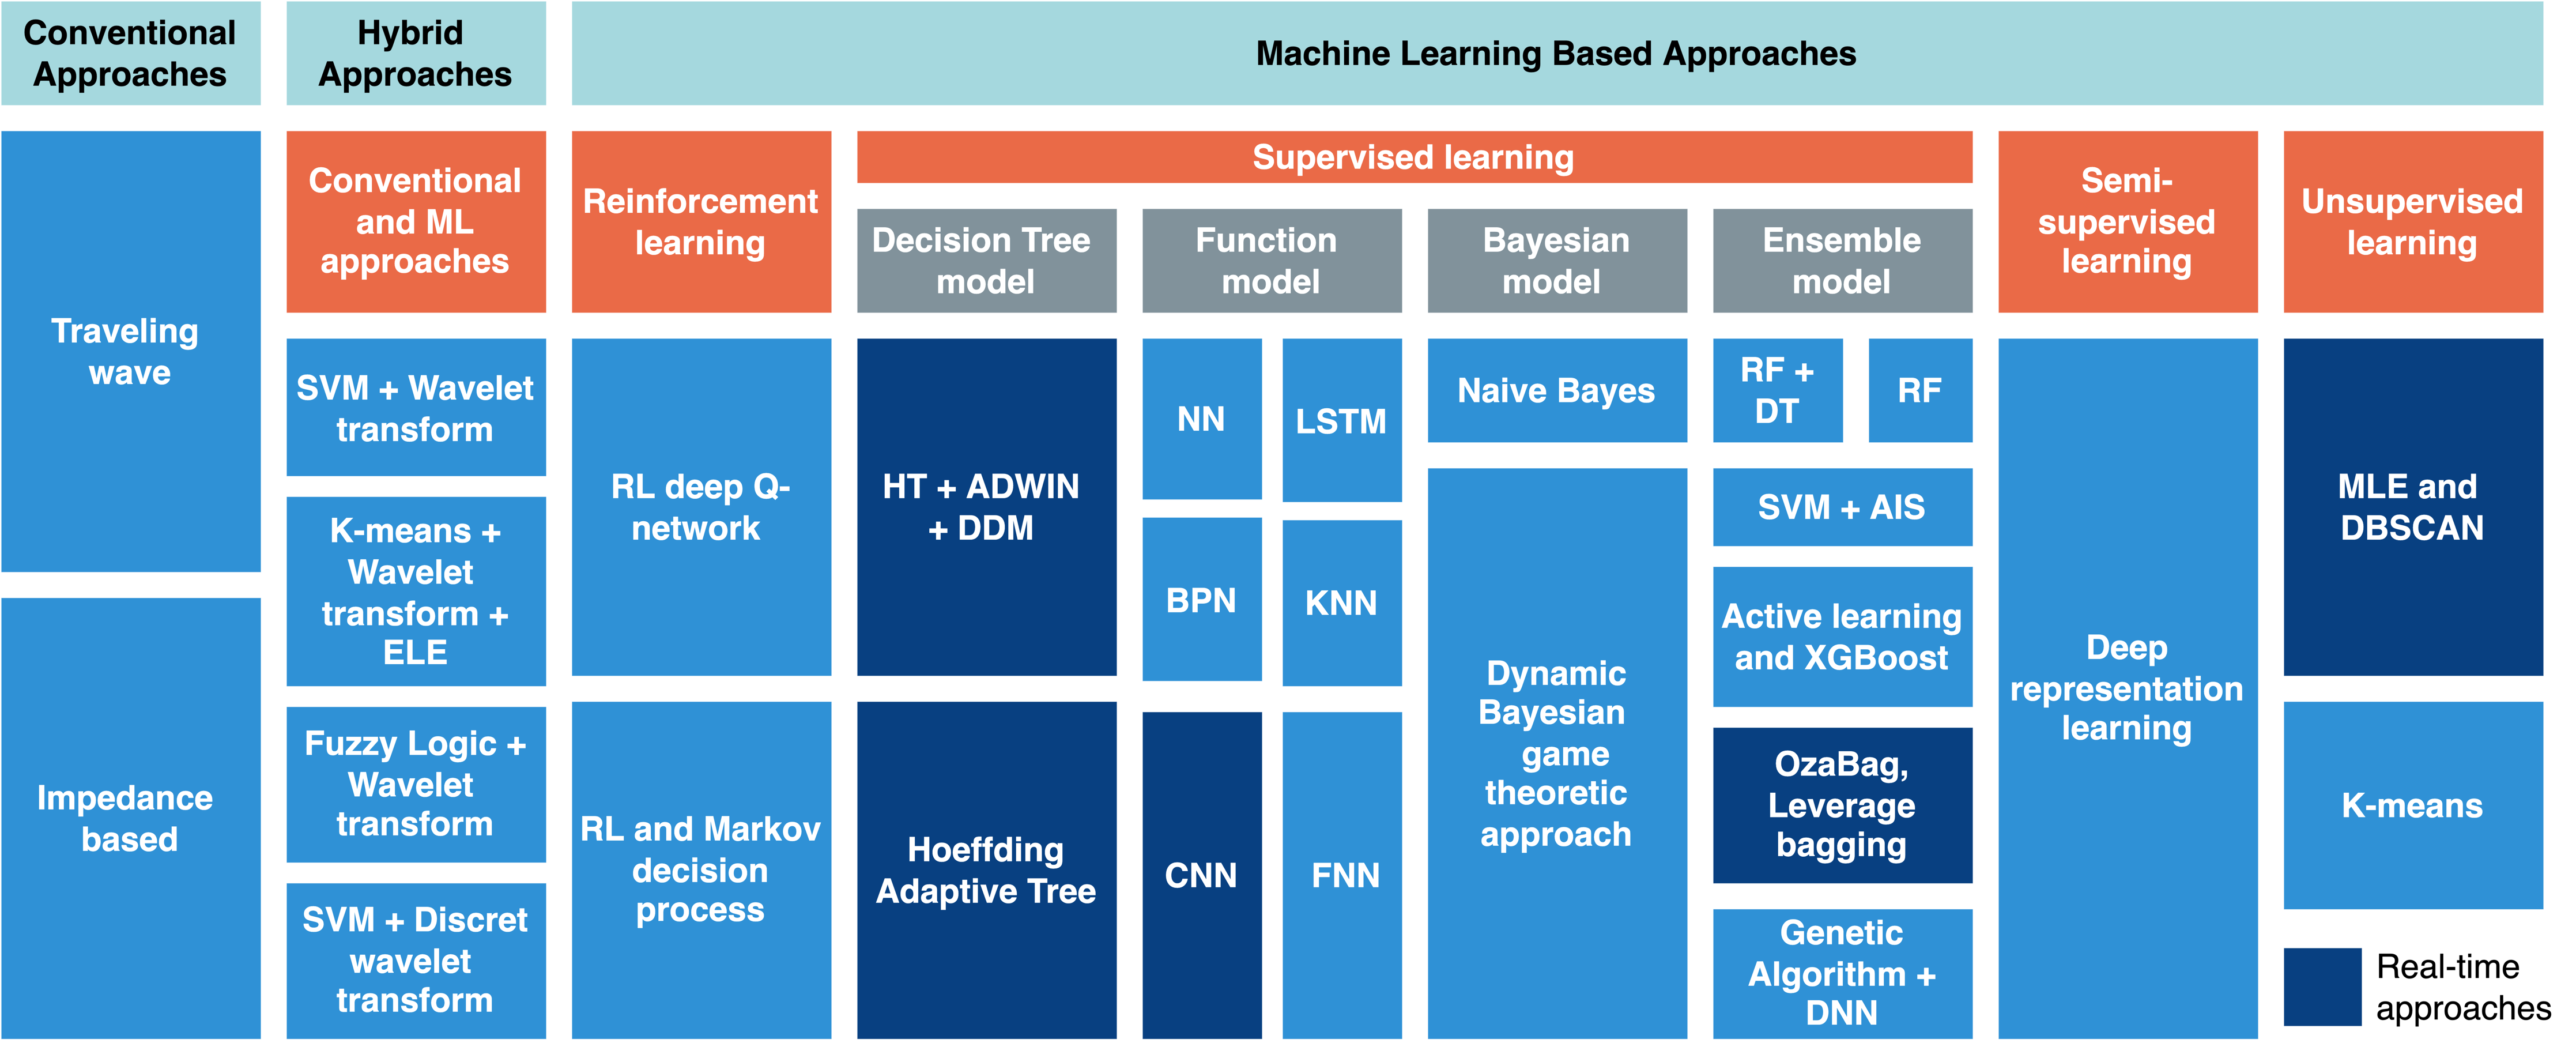 Conventional
Approaches
Hybrid
Approaches
Machine Learning Based Approaches
Traveling
wave
Impedance
based
Conventional
and ML
approaches
SVM + Wavelet
transform
K-means +
Wavelet
transform +
ELE
Fuzzy Logic +
Wavelet
transform
SVM + Discret
wavelet
transform
Reinforcement
learning
RL deep Q-
network
RL and Markov
decision
process
Supervised learning
Decision Tree
model
HT + ADWIN
+ DDM
Hoeffding
Adaptive Tree
Function
model
NN
LSTM
BPN
KNN
CNN
FNN
Bayesian
model
Naive Bayes
Dynamic
Bayesian
game
theoretic
approach
Ensemble
model
RF +
DT
RF
SVM + AIS
Active learning
and XGBoost
OzaBag,
Leverage
bagging
Genetic
Algorithm +
DNN
Semi-
supervised
learning
Deep
representation
learning
Unsupervised
learning
MLE and
DBSCAN
K-means
Real-time
approaches